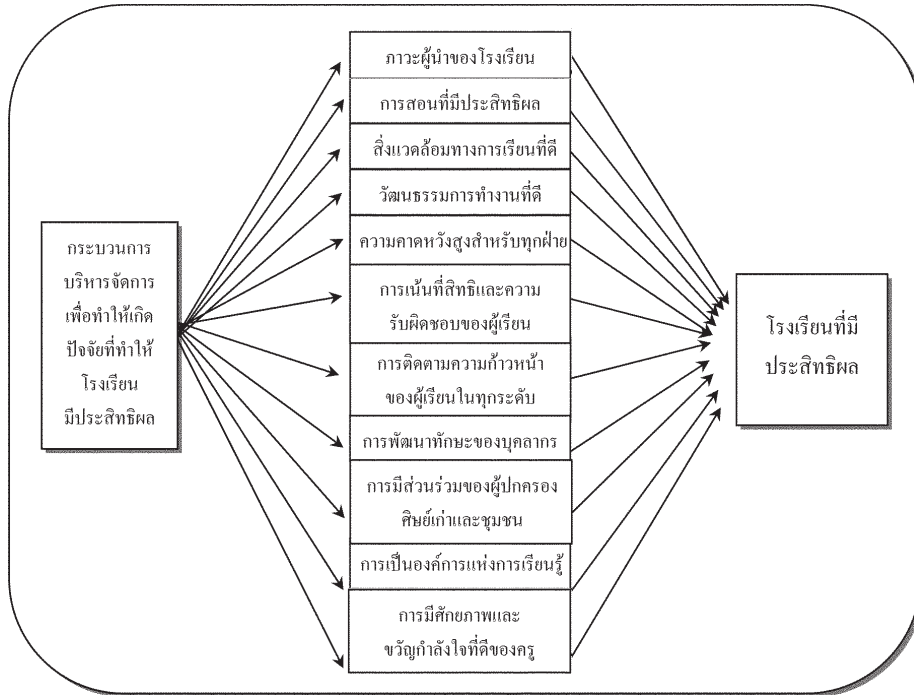 กระบวนการ
บริหารจัดการ
เพื่อทำให้เกิด
ปัจจัยที่ทำให้
โรงเรียน
มีประสิทธิผล
ภาวะผู้นำของโรงเรียน
การสอนที่มีประสิทธิผล
สิ่งแวดล้อมทางการเรียนที่ดี
วัฒนธรรมการทำงานที่ดี
ความคาดหวังสูงสำหรับทุกฝ่าย
การเน้นที่สิทธิและความ
รับผิดชอบของผู้เรียน
การติดตามความก้าวหน้า
ของผู้เรียนในทุกระดับ
การพัฒนาทักษะของบุคลากร
การมีส่วนร่วมของผู้ปกครอง
ศิษย์เก่าและชุมชน
การเป็นองค์การแห่งการเรียนรู้
การมีศักยภาพและ
ขวัญกำลังใจที่ดีของครู
โรงเรียนที่มี
ประสิทธิผล